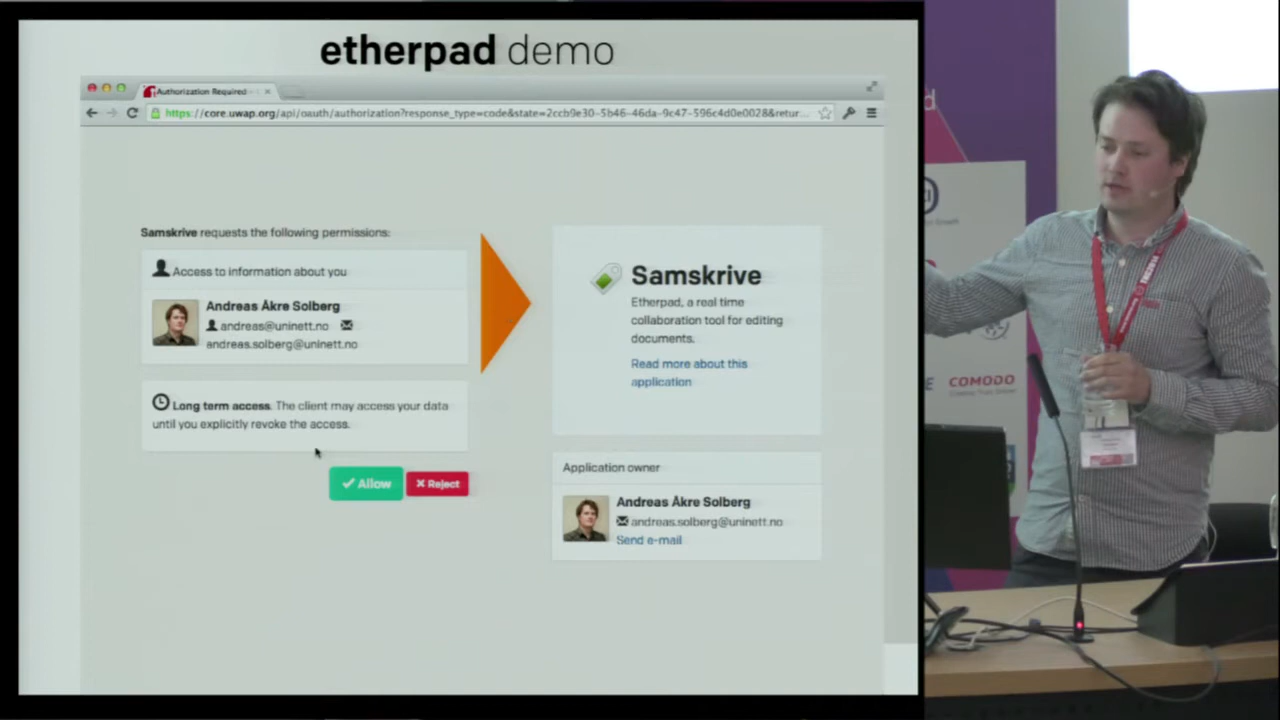 etherpad demo
Authorization Required
https://core.uwap.org/api/oauth/authorization?response_type=code&state=2ccb9e30-5b46-46da-9c47-596c4d0e0028&retur...
Samskrive requests the following permissions:
Access to information about you
Andreas Åkre Solberg
andreas@uninett.no
andreas.solberg@uninett.no
Long term access. The client may access your data
until you explicitly revoke the access.
Allow
Reject
Samskrive
Etherpad, a real time
collaboration tool for editing
documents.
Read more about this
application
Application owner
Andreas Åkre Solberg
andreas.solberg@uninett.no
Send e-mail
COMODO